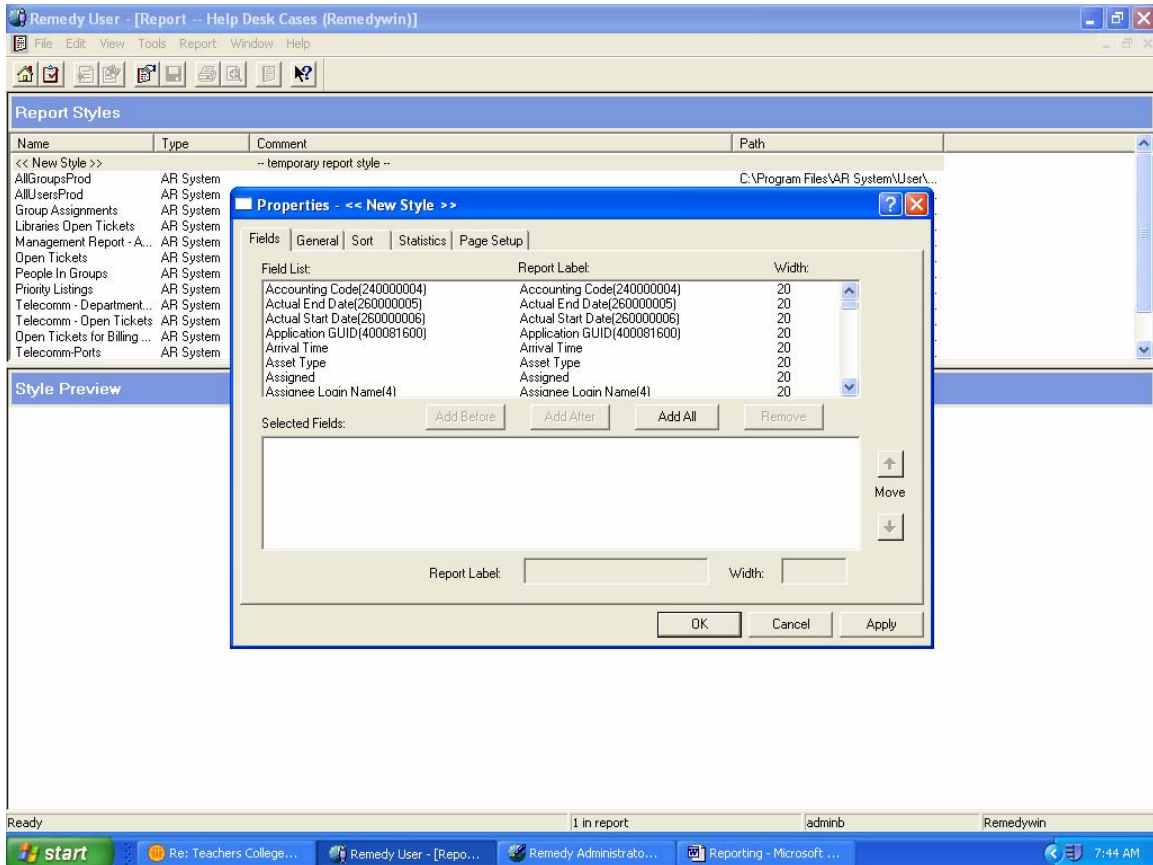 Remedy User - [Report -- Help Desk Cases (Remedywin)]
File Edit View Tools Report Window Help
Report Styles
Name Type Comment Path
<< New Style >> -- temporary report style --
AllGroupsProd AR System C:\Program Files\AR System\User\...
AllUsersProd AR System
Group Assignments AR System
Libraries Open Tickets AR System
Management Report - A... AR System
Open Tickets AR System
People In Groups AR System
Priority Listings AR System
Telecomm - Department... AR System
Telecomm - Open Tickets AR System
Open Tickets for Billing ... AR System
Telecomm-Ports AR System
Style Preview
Properties - << New Style >>
Fields General Sort Statistics Page Setup
Field List: Report Label: Width:
Accounting Code(240000004) Accounting Code(240000004) 20
Actual End Date(260000005) Actual End Date(260000005) 20
Actual Start Date(260000006) Actual Start Date(260000006) 20
Application GUID(400081600) Application GUID(400081600) 20
Arrival Time Arrival Time 20
Asset Type Asset Type 20
Assigned Assigned 20
Assignee Login Name(4) Assignee Login Name(4) 20
Selected Fields: Add Before Add After Add All Remove
Move
Report Label: Width:
OK Cancel Apply
Ready 1 in report adminb Remedywin
start Re: Teachers College... Remedy User - [Repo... Remedy Administrato... Reporting - Microsoft ... 7:44 AM